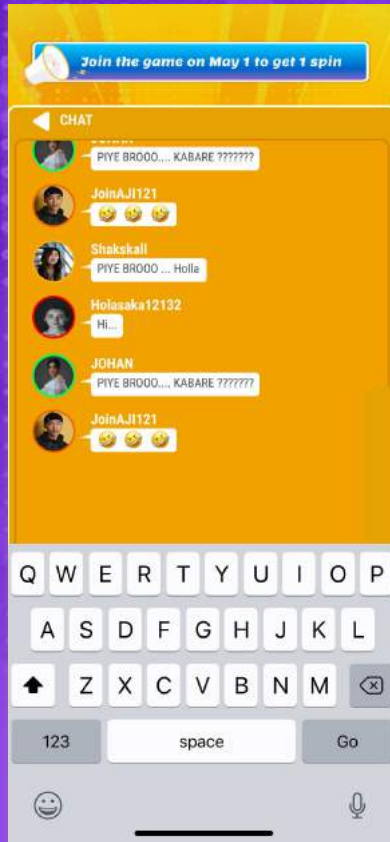 Join the game on May 1 to get 1 spin
CHAT
JOHAN
PIYE BROOO.... KABARE ???????
JoinAJI121
Shakskall
PIYE BROOO ... Holla
Holasaka12132
Hi...
JOHAN
PIYE BROOO.... KABARE ???????
JoinAJI121
Q W E R T Y U I O P
A S D F G H J K L
Z X C V B N M
123 space Go